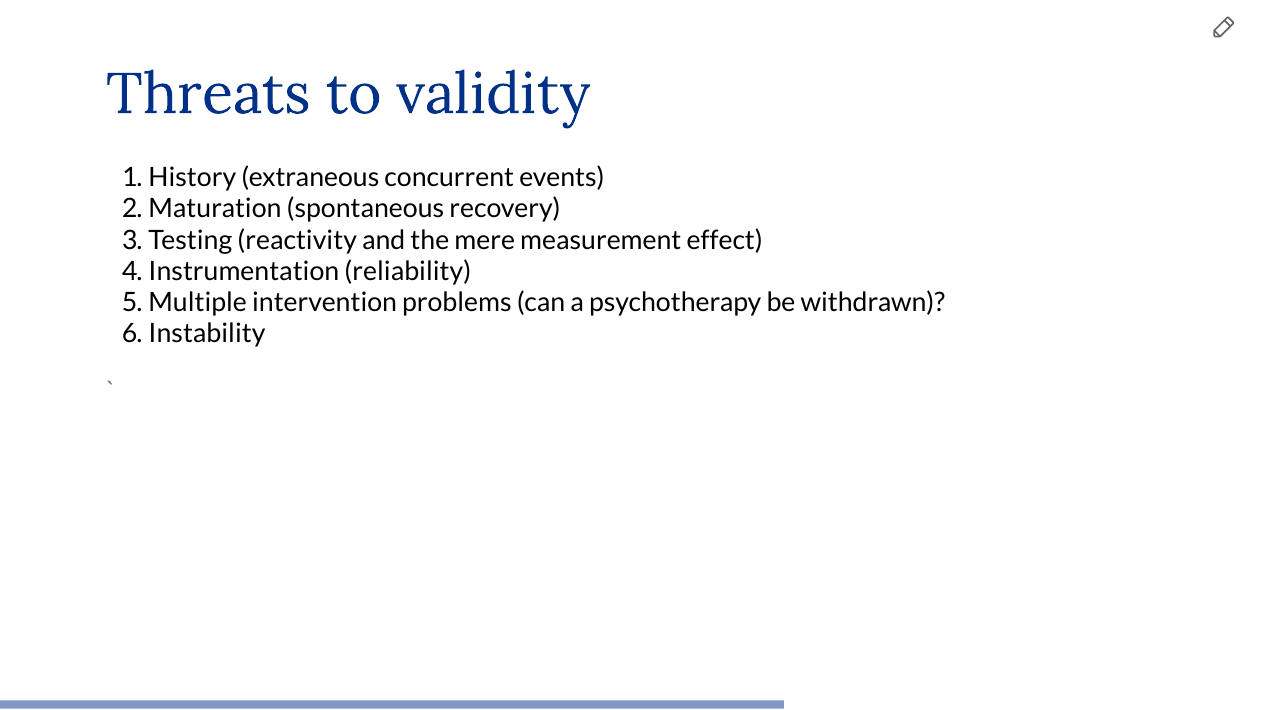 Threats to validity
1. History (extraneous concurrent events)
2. Maturation (spontaneous recovery)
3. Testing (reactivity and the mere measurement effect)
4. Instrumentation (reliability)
5. Multiple intervention problems (can a psychotherapy be withdrawn)?
6. Instability
`